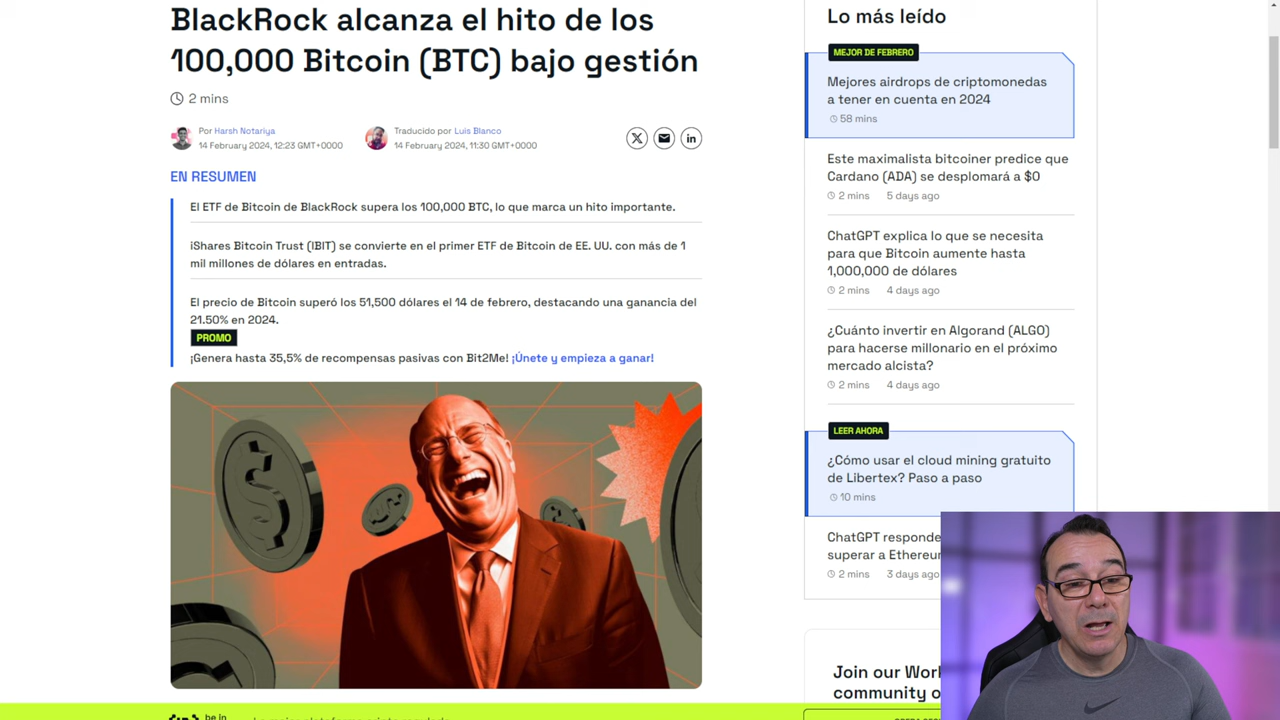 BlackRock alcanza el hito de los
100,000 Bitcoin (BTC) bajo gestión
2 mins
Por Harsh Notariya
14 February 2024, 12:23 GMT+0000
Traducido por Luis Blanco
14 February 2024, 11:30 GMT+0000
EN RESUMEN
El ETF de Bitcoin de BlackRock supera los 100,000 BTC, lo que marca un hito importante.
iShares Bitcoin Trust (IBIT) se convierte en el primer ETF de Bitcoin de EE. UU. con más de 1
mil millones de dólares en entradas.
El precio de Bitcoin superó los 51,500 dólares el 14 de febrero, destacando una ganancia del
21.50% en 2024.
PROMO
¡Genera hasta 35,5% de recompensas pasivas con Bit2Me! ¡Únete y empieza a ganar!
Lo más leído
MEJOR DE FEBRERO
Mejores airdrops de criptomonedas
a tener en cuenta en 2024
58 mins
Este maximalista bitcoiner predice que
Cardano (ADA) se desplomará a $0
2 mins 5 days ago
ChatGPT explica lo que se necesita
para que Bitcoin aumente hasta
1,000,000 de dólares
2 mins 4 days ago
¿Cuánto invertir en Algorand (ALGO)
para hacerse millonario en el próximo
mercado alcista?
2 mins 4 days ago
LEER AHORA
¿Cómo usar el cloud mining gratuito
de Libertex? Paso a paso
10 mins
ChatGPT responde
superar a Ethereu
2 mins 3 days ago
Join our Worl
community o
be in